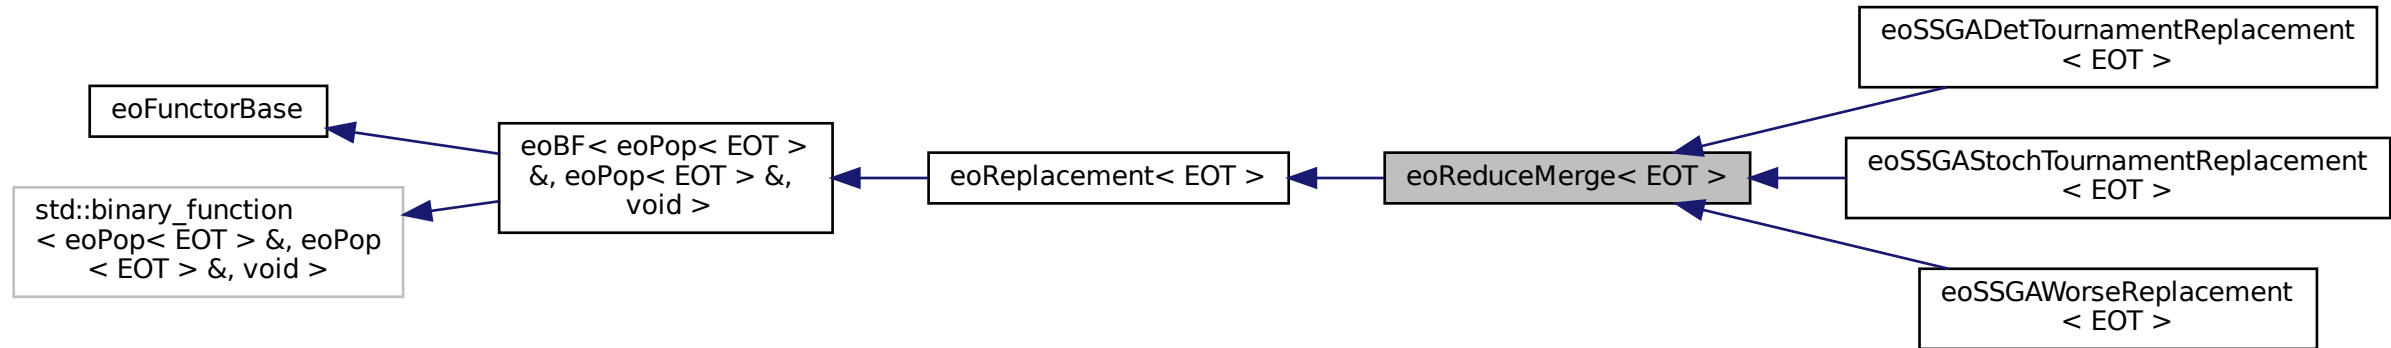 eoFunctorBase
std::binary_function
< eoPop< EOT > &, eoPop
< EOT > &, void >
eoBF< eoPop< EOT >
&, eoPop< EOT > &,
void >
eoReplacement< EOT >
eoReduceMerge< EOT >
eoSSGADetTournamentReplacement
< EOT >
eoSSGAStochTournamentReplacement
< EOT >
eoSSGAWorseReplacement
< EOT >